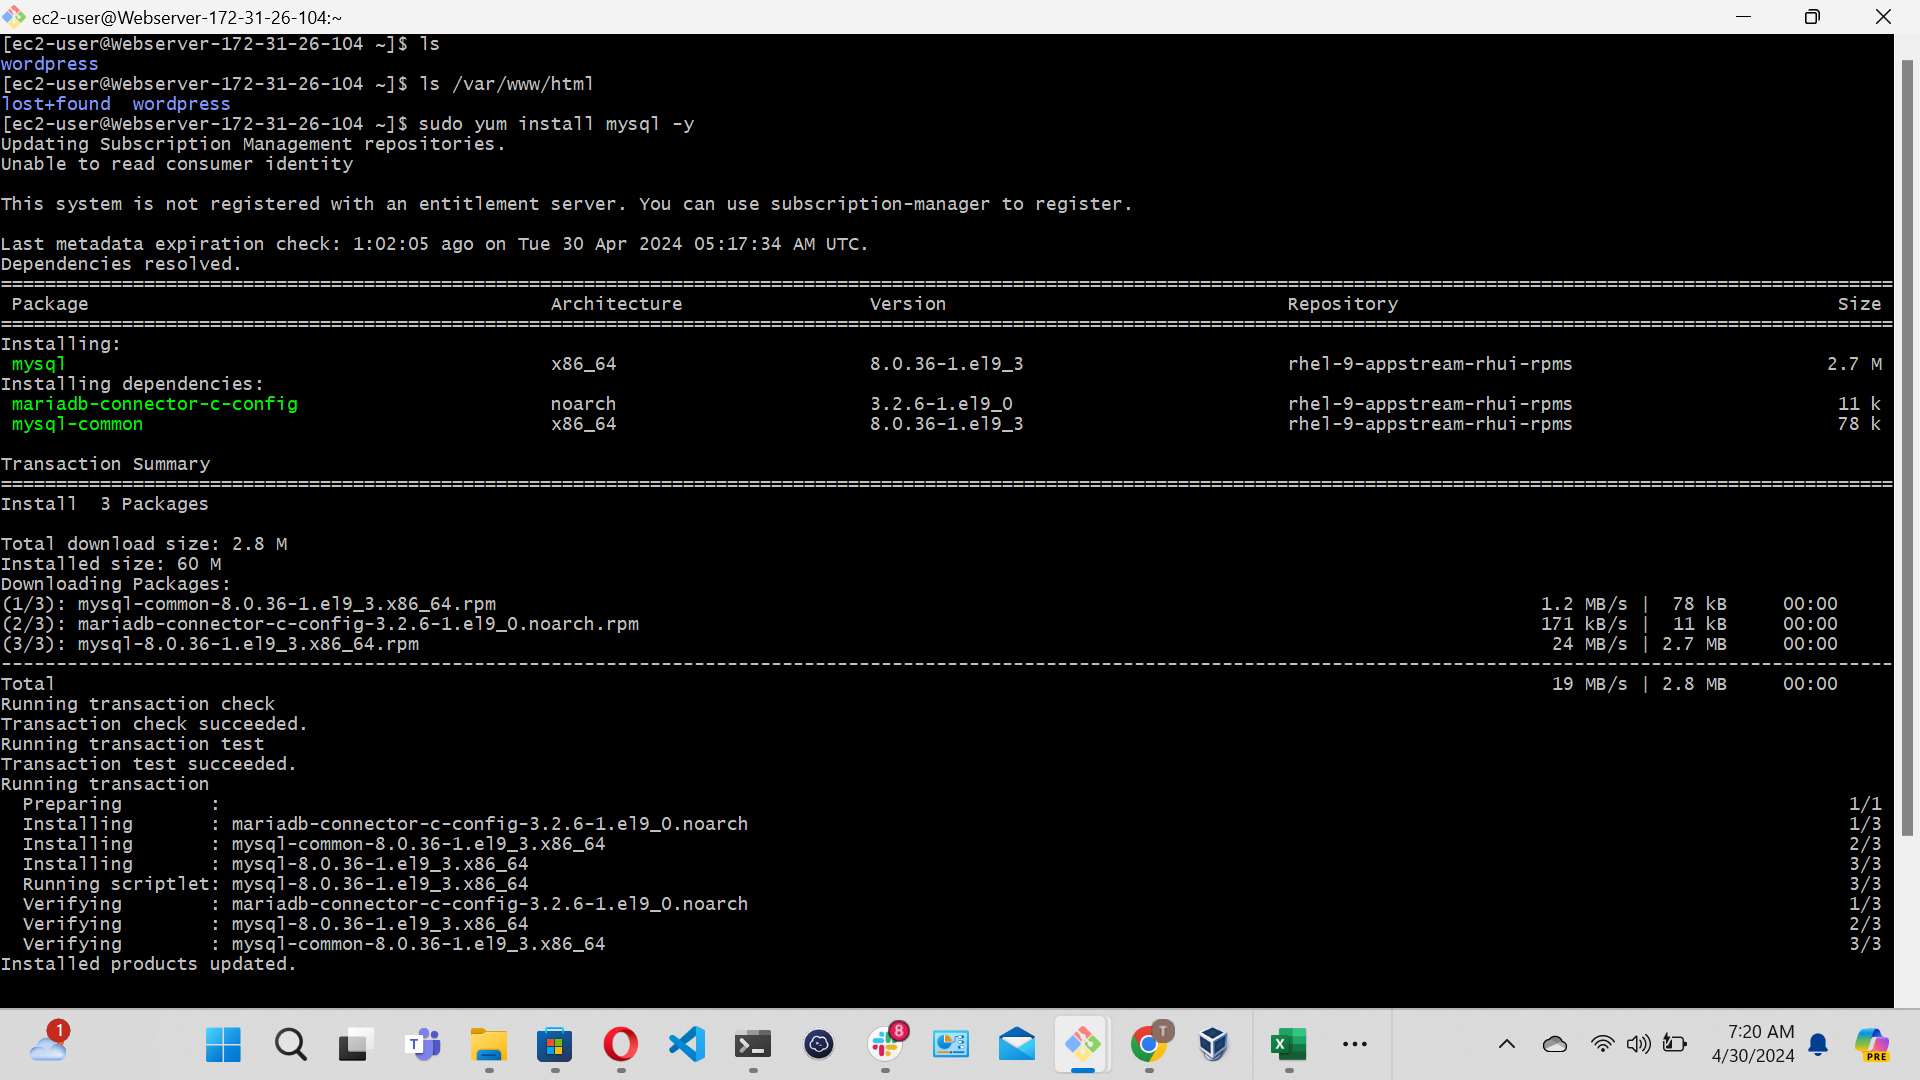 ec2-user@Webserver-172-31-26-104:~
[ec2-user@Webserver-172-31-26-104 ~]$ ls
wordpress
[ec2-user@Webserver-172-31-26-104 ~]$ ls /var/www/html
lost+found  wordpress
[ec2-user@Webserver-172-31-26-104 ~]$ sudo yum install mysql -y
Updating Subscription Management repositories.
Unable to read consumer identity
This system is not registered with an entitlement server. You can use subscription-manager to register.
Last metadata expiration check: 1:02:05 ago on Tue 30 Apr 2024 05:17:34 AM UTC.
Dependencies resolved.
Package Architecture Version Repository Size
Installing:
mysql x86_64 8.0.36-1.el9_3 rhel-9-appstream-rhui-rpms 2.7 M
Installing dependencies:
mariadb-connector-c-config noarch 3.2.6-1.el9_0 rhel-9-appstream-rhui-rpms 11 k
mysql-common x86_64 8.0.36-1.el9_3 rhel-9-appstream-rhui-rpms 78 k
Transaction Summary
Install  3 Packages
Total download size: 2.8 M
Installed size: 60 M
Downloading Packages:
(1/3): mysql-common-8.0.36-1.el9_3.x86_64.rpm 1.2 MB/s |  78 kB 00:00
(2/3): mariadb-connector-c-config-3.2.6-1.el9_0.noarch.rpm 171 kB/s |  11 kB 00:00
(3/3): mysql-8.0.36-1.el9_3.x86_64.rpm 24 MB/s | 2.7 MB 00:00
Total 19 MB/s | 2.8 MB 00:00
Running transaction check
Transaction check succeeded.
Running transaction test
Transaction test succeeded.
Running transaction
Preparing        : 1/1
Installing       : mariadb-connector-c-config-3.2.6-1.el9_0.noarch 1/3
Installing       : mysql-common-8.0.36-1.el9_3.x86_64 2/3
Installing       : mysql-8.0.36-1.el9_3.x86_64 3/3
Running scriptlet: mysql-8.0.36-1.el9_3.x86_64 3/3
Verifying        : mariadb-connector-c-config-3.2.6-1.el9_0.noarch 1/3
Verifying        : mysql-8.0.36-1.el9_3.x86_64 2/3
Verifying        : mysql-common-8.0.36-1.el9_3.x86_64 3/3
Installed products updated.
1
T
8
T
X
PRE
7:20 AM
4/30/2024